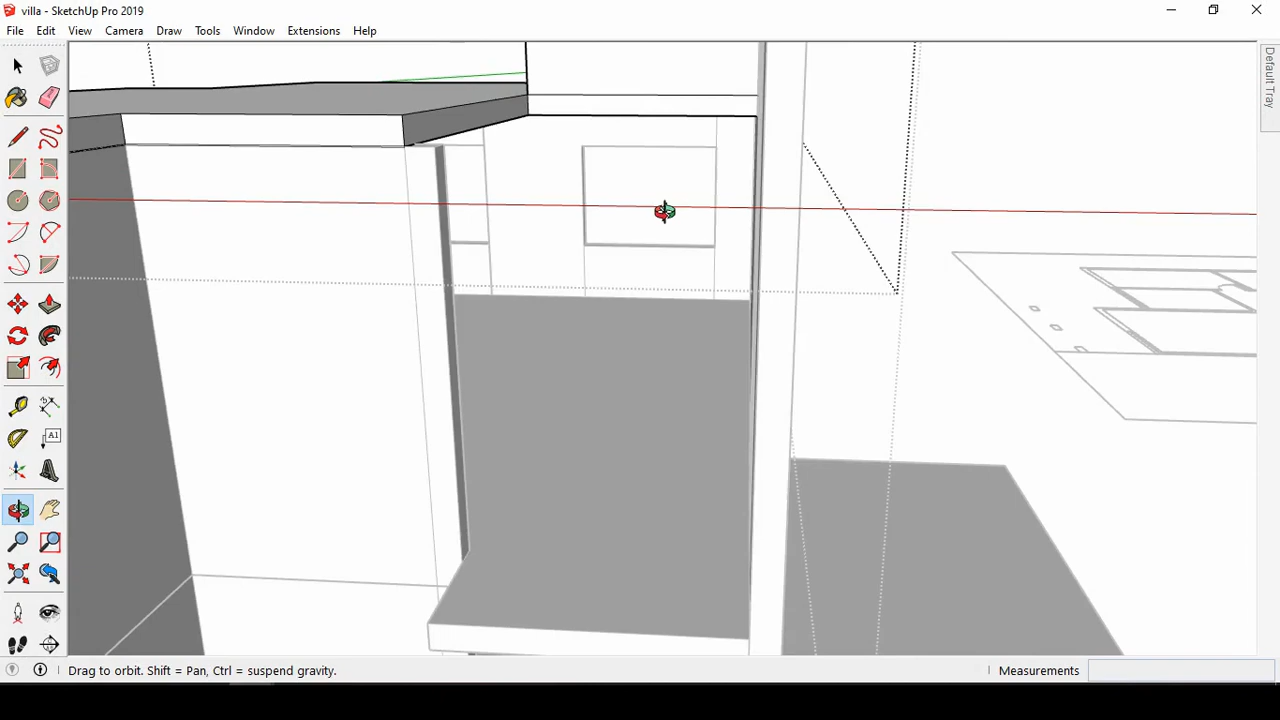 villa - SketchUp Pro 2019
File Edit View Camera Draw Tools Window Extensions Help
Default Tray
A1
Drag to orbit. Shift = Pan, Ctrl = suspend gravity.
Measurements